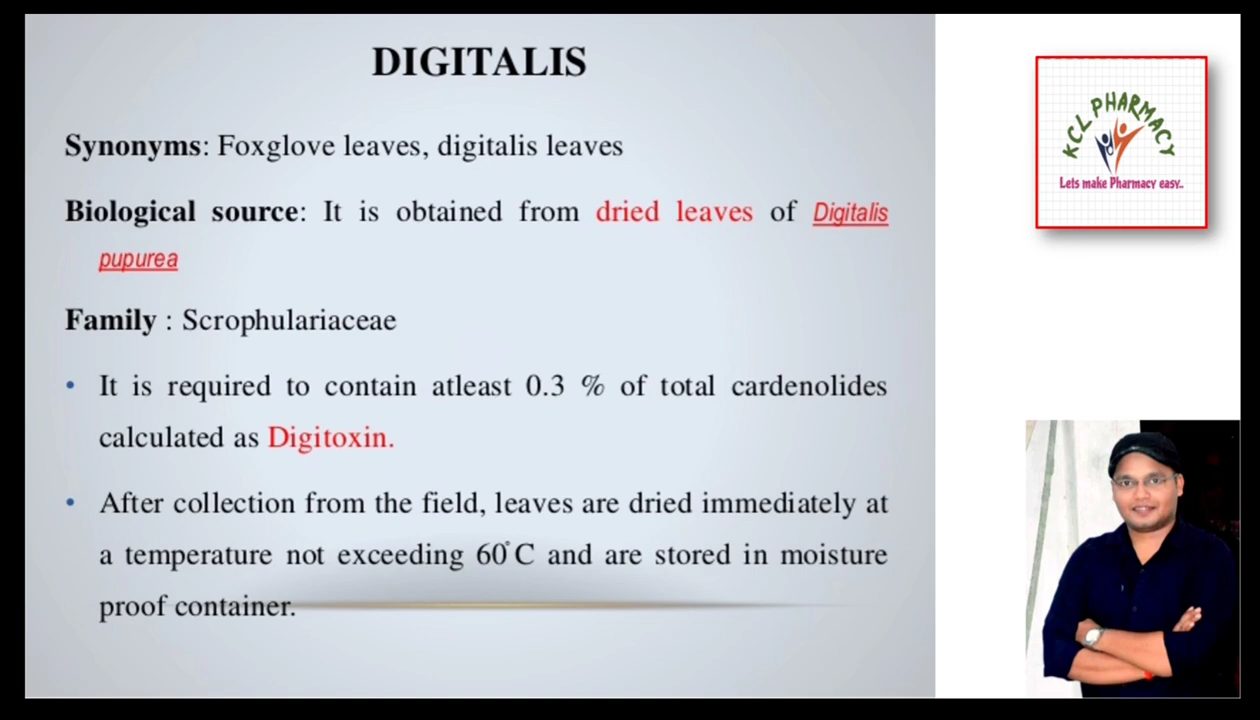 DIGITALIS
Synonyms: Foxglove leaves, digitalis leaves
Biological source: It is obtained from dried leaves of Digitalis
pupurea
Family : Scrophulariaceae
• It is required to contain atleast 0.3 % of total cardenolides
calculated as Digitoxin.
• After collection from the field, leaves are dried immediately at
a temperature not exceeding 60°C and are stored in moisture
proof container.
KCL PHARMACY
Lets make Pharmacy easy..